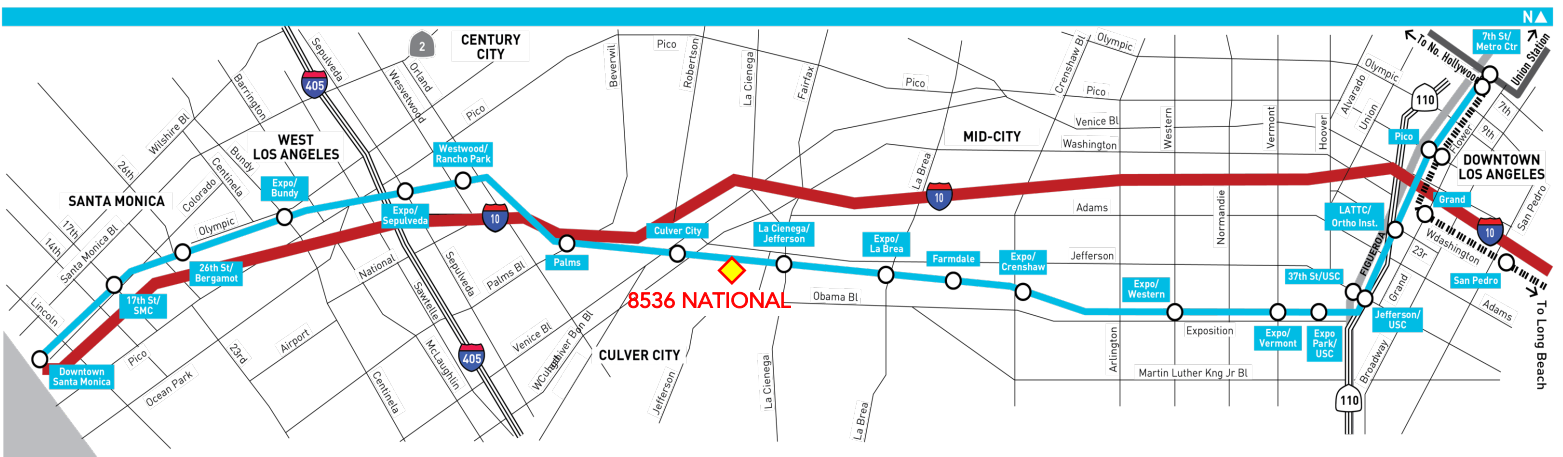 N
7th St/
Metro Ctr
To No. Hollywood
Union Station
2
CENTURY
CITY
Sepulveda
Orland
Wesvetwood
405
Pico
Beverwil
Pico
Robertson
La Cienega
Fairfax
Pico
Crenshaw Bl
Olympic
Pico
Venice Bl
Washington
MID-CITY
Western
Vermont
Hoover
Alvarado
Union
Olympic
110
Pico
Flower
7th
9th
DOWNTOWN
LOS ANGELES
San Pedro
Wilshire Bl
Barrington
26th
Bundy
Centinela
Colorado
WEST
LOS ANGELES
Westwood/
Rancho Park
SANTA MONICA
Expo/
Bundy
17th
14th
Santa Monica Bl
Olympic
Expo/
Sepulveda
10
La Brea
10
Adams
Normandie
LATTC/
Ortho Inst.
Grand
10
Culver City
La Cienega/
Jefferson
Expo/
La Brea
Farmdale
Expo/
Crenshaw
Jefferson
FIGUEROA
23r
Wdashington
San Pedro
26th St/
Bergamot
National
Sepulveda
Palms Bl
Palms
37th St/USC
Grand
Adams
Lincoln
17th St/
SMC
Sawtelle
8536 NATIONAL
Obama Bl
Expo/
Western
Exposition
Expo/
Vermont
Expo
Park/
USC
Jefferson/
USC
To Long Beach
Downtown
Santa Monica
Pico
23rd
Airport
McLaughlin
405
Venice Bl
CULVER CITY
Arlington
Martin Luther Kng Jr Bl
Broadway
Ocean Park
Centinela
Jefferson
La Cienega
La Brea
110